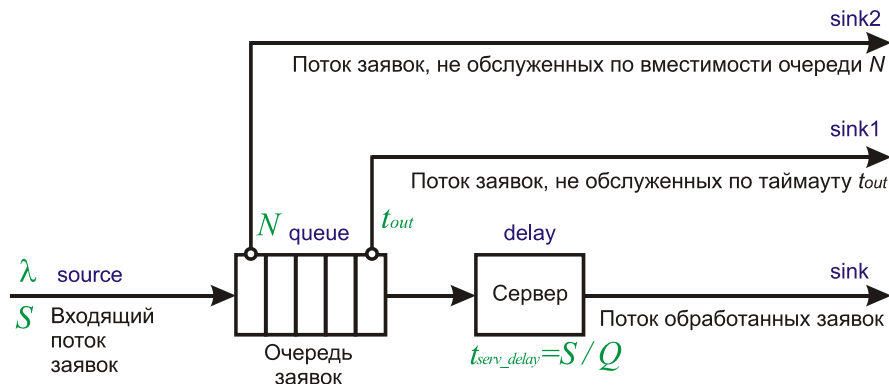 sink2
Поток заявок, не обслуженных по вместимости очереди N
sink1
Поток заявок, не обслуженных по таймауту tout
N queue tout delay
λ source sink
S Входящий поток заявок
Сервер
Поток обработанных заявок
Очередь
заявок
tserv_delay=S/Q